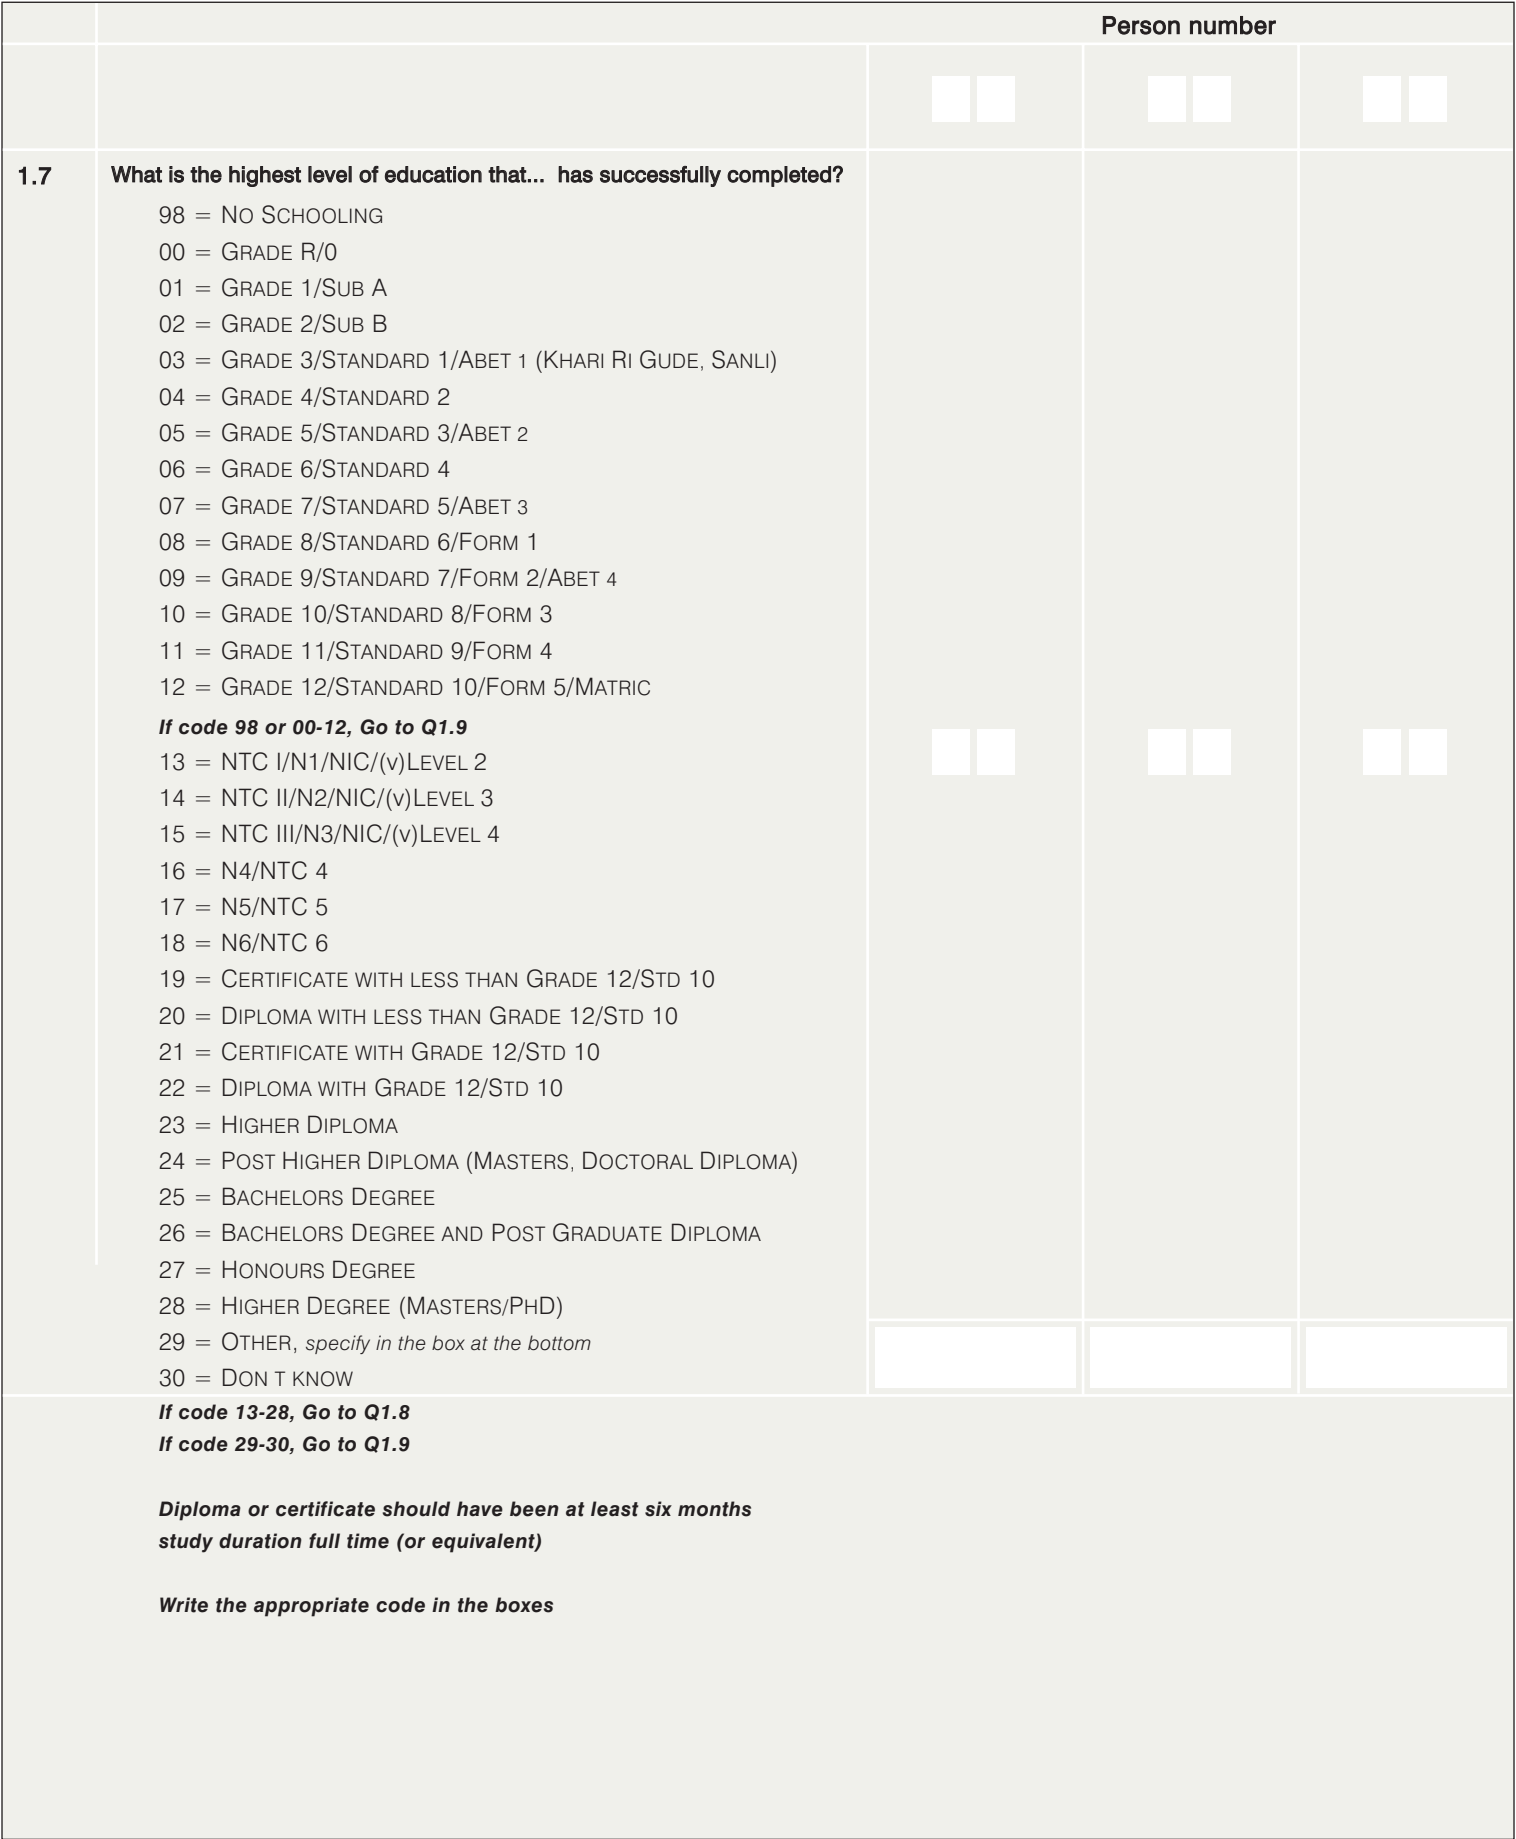 Person number
1.7 What is the highest level of education that... has successfully completed?
98 = NO SCHOOLING
00 = GRADE R/0
01 = GRADE 1/SUB A
02 = GRADE 2/SUB B
03 = GRADE 3/STANDARD 1/ABET 1 (KHARI RI GUDE, SANLI)
04 = GRADE 4/STANDARD 2
05 = GRADE 5/STANDARD 3/ABET 2
06 = GRADE 6/STANDARD 4
07 = GRADE 7/STANDARD 5/ABET 3
08 = GRADE 8/STANDARD 6/FORM 1
09 = GRADE 9/STANDARD 7/FORM 2/ABET 4
10 = GRADE 10/STANDARD 8/FORM 3
11 = GRADE 11/STANDARD 9/FORM 4
12 = GRADE 12/STANDARD 10/FORM 5/MATRIC
If code 98 or 00-12, Go to Q1.9
13 = NTC I/N1/NIC/(v)LEVEL 2
14 = NTC II/N2/NIC/(v)LEVEL 3
15 = NTC III/N3/NIC/(v)LEVEL 4
16 = N4/NTC 4
17 = N5/NTC 5
18 = N6/NTC 6
19 = CERTIFICATE WITH LESS THAN GRADE 12/STD 10
20 = DIPLOMA WITH LESS THAN GRADE 12/STD 10
21 = CERTIFICATE WITH GRADE 12/STD 10
22 = DIPLOMA WITH GRADE 12/STD 10
23 = HIGHER DIPLOMA
24 = POST HIGHER DIPLOMA (MASTERS, DOCTORAL DIPLOMA)
25 = BACHELORS DEGREE
26 = BACHELORS DEGREE AND POST GRADUATE DIPLOMA
27 = HONOURS DEGREE
28 = HIGHER DEGREE (MASTERS/PHD)
29 = OTHER, specify in the box at the bottom
30 = DON T KNOW
If code 13-28, Go to Q1.8
If code 29-30, Go to Q1.9
Diploma or certificate should have been at least six months
study duration full time (or equivalent)
Write the appropriate code in the boxes